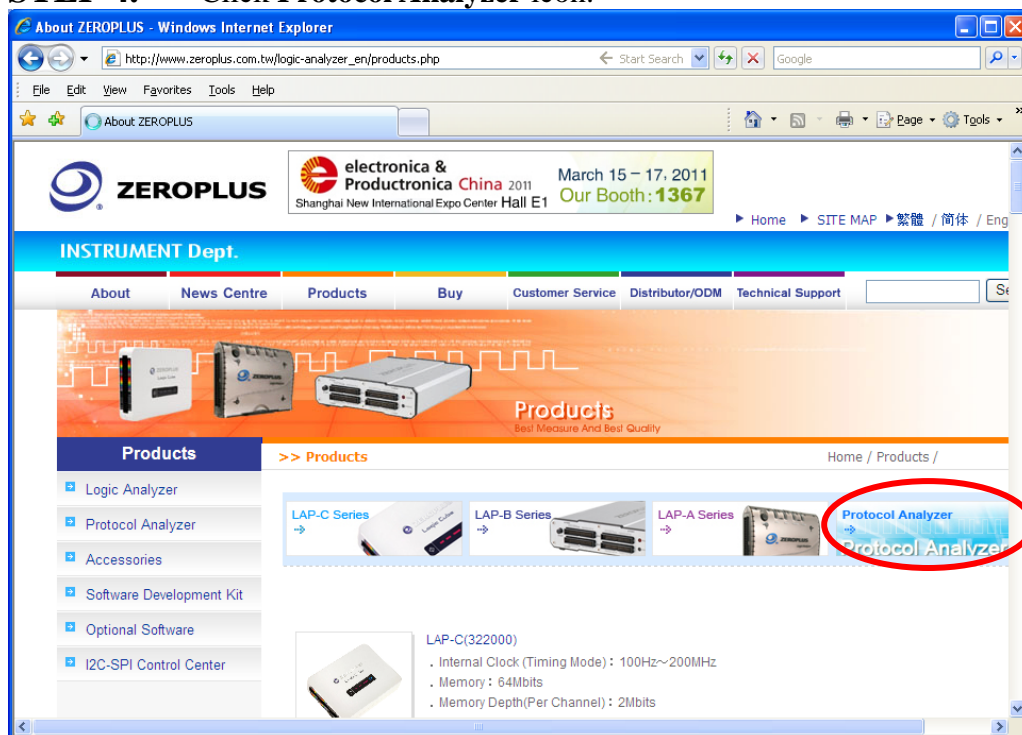 STEP 4. Click Protocol Analyzer icon.
About ZEROPLUS - Windows Internet Explorer
http://www.zeroplus.com.tw/logic-analyzer_en/products.php
Start Search
Google
File Edit View Favorites Tools Help
About ZEROPLUS
Page Tools »
ZEROPLUS
electronica &
Productronica China 2011
Shanghai New International Expo Center Hall E1
March 15 – 17, 2011
Our Booth : 1367
Home SITE MAP 繁體 / 简体 / Eng
INSTRUMENT Dept.
About News Centre Products Buy Customer Service Distributor/ODM Technical Support
Products
Best Measure And Best Quality
Products
>> Products
Home / Products /
Logic Analyzer
Protocol Analyzer
Accessories
Software Development Kit
Optional Software
I2C-SPI Control Center
LAP-C Series
LAP-B Series
LAP-A Series
Protocol Analyzer
Protocol Analyzer
LAP-C(322000)
. Internal Clock (Timing Mode) : 100Hz～200MHz
. Memory : 64Mbits
. Memory Depth(Per Channel) : 2Mbits